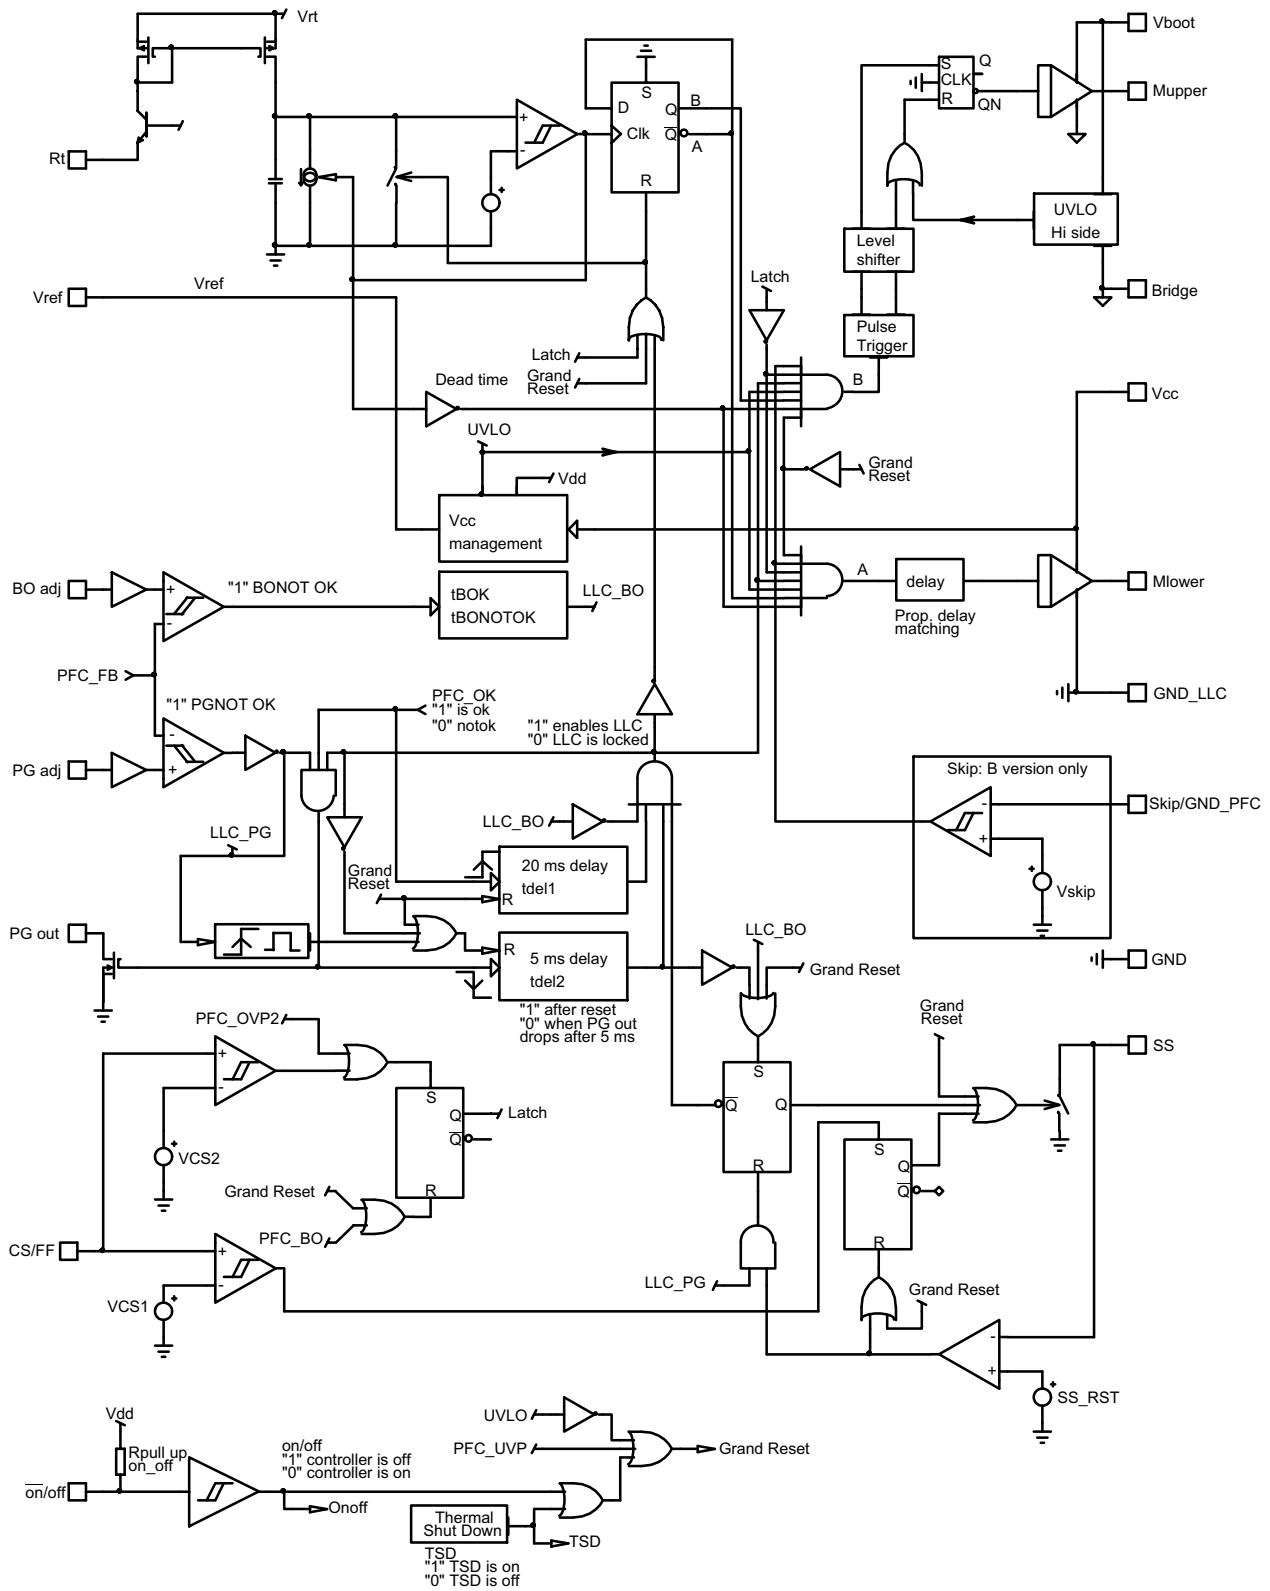 Vrt
Vboot
S
Q
CLK
R
QN
Mupper
D
S
Q
B
Clk
Q
A
R
+
-
+
Rt
UVLO
Hi side
Level
shifter
Vref
Vref
Latch
Bridge
Pulse
Trigger
Latch
Grand
Reset
Dead time
B
Vcc
UVLO
Vdd
Grand
Reset
Vcc
management
BO adj
+
-
"1" BONOT OK
tBOK
tBONOTOK
LLC_BO
A
delay
Mlower
Prop. delay
matching
PFC_FB
"1" PGNOT OK
PFC_OK
"1" is ok
"0" notok
"1" enables LLC
"0" LLC is locked
GND_LLC
PG adj
-
+
Skip: B version only
-
+
Skip/GND_PFC
LLC_PG
LLC_BO
20 ms delay
tdel1
R
Grand
Reset
+
Vskip
PG out
R
5 ms delay
tdel2
LLC_BO
Grand Reset
GND
"1" after reset
"0" when PG out
drops after 5 ms
Grand
Reset
PFC_OVP2
SS
+
-
S
Q
Latch
Q
R
S
Q
Q
R
+
VCS2
S
Q
Q
R
Grand Reset
PFC_BO
CS/FF
+
-
LLC_PG
VCS1
+
Grand Reset
-
+
+
SS_RST
Vdd
Rpull up
on_off
on/off
on/off
"1" controller is off
"0" controller is on
Onoff
UVLO
PFC_UVP
Grand Reset
Thermal
Shut Down
TSD
TSD
"1" TSD is on
"0" TSD is off